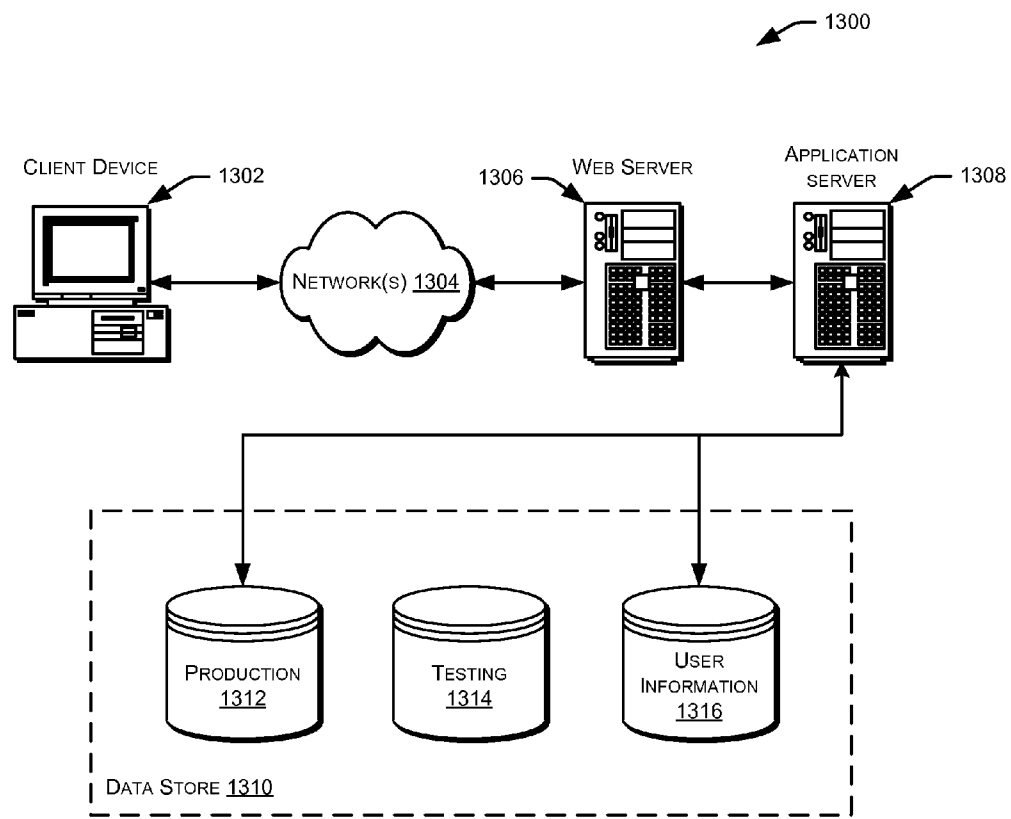 1300
CLIENT DEVICE
1302
NETWORK(S) 1304
WEB SERVER
1306
APPLICATION
SERVER
1308
PRODUCTION
1312
TESTING
1314
USER
INFORMATION
1316
DATA STORE 1310